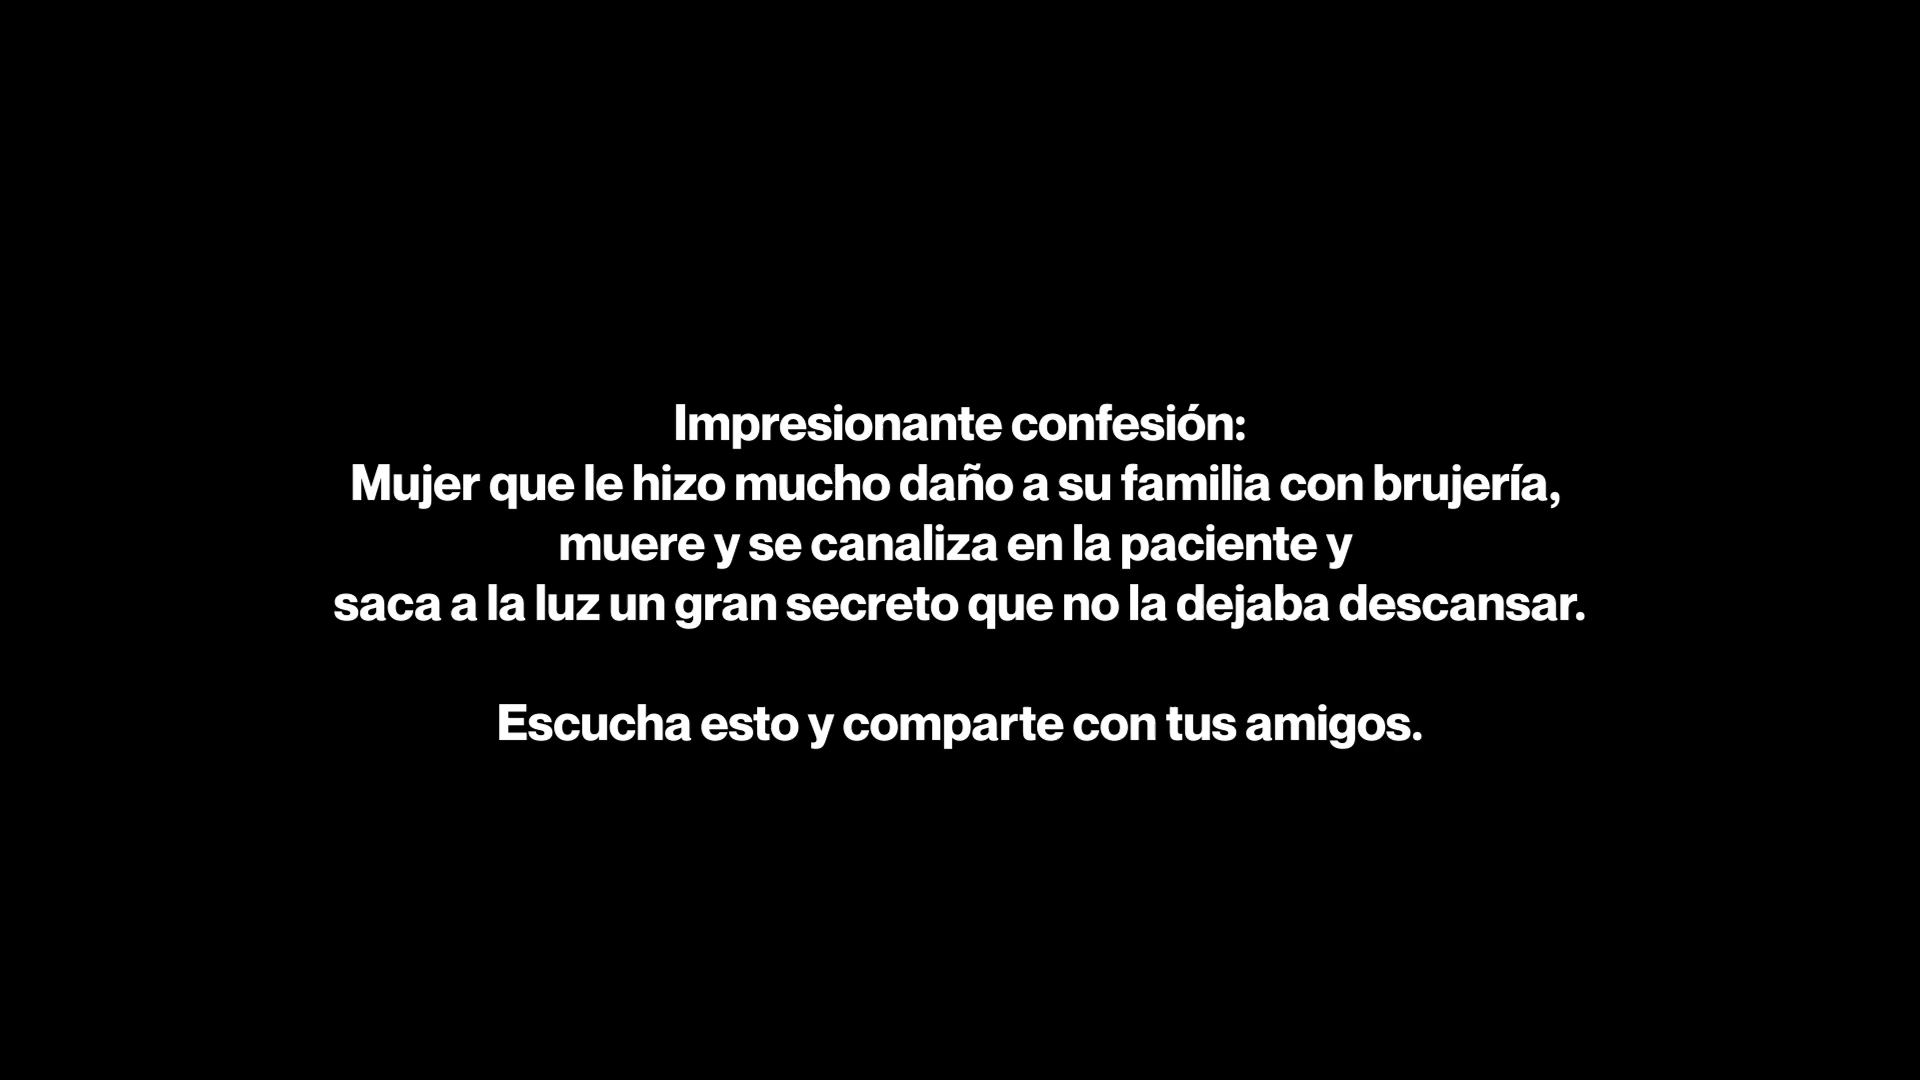 Impresionante confesión:
Mujer que le hizo mucho daño a su familia con brujería,
muere y se canaliza en la paciente y
saca a la luz un gran secreto que no la dejaba descansar.
Escucha esto y comparte con tus amigos.